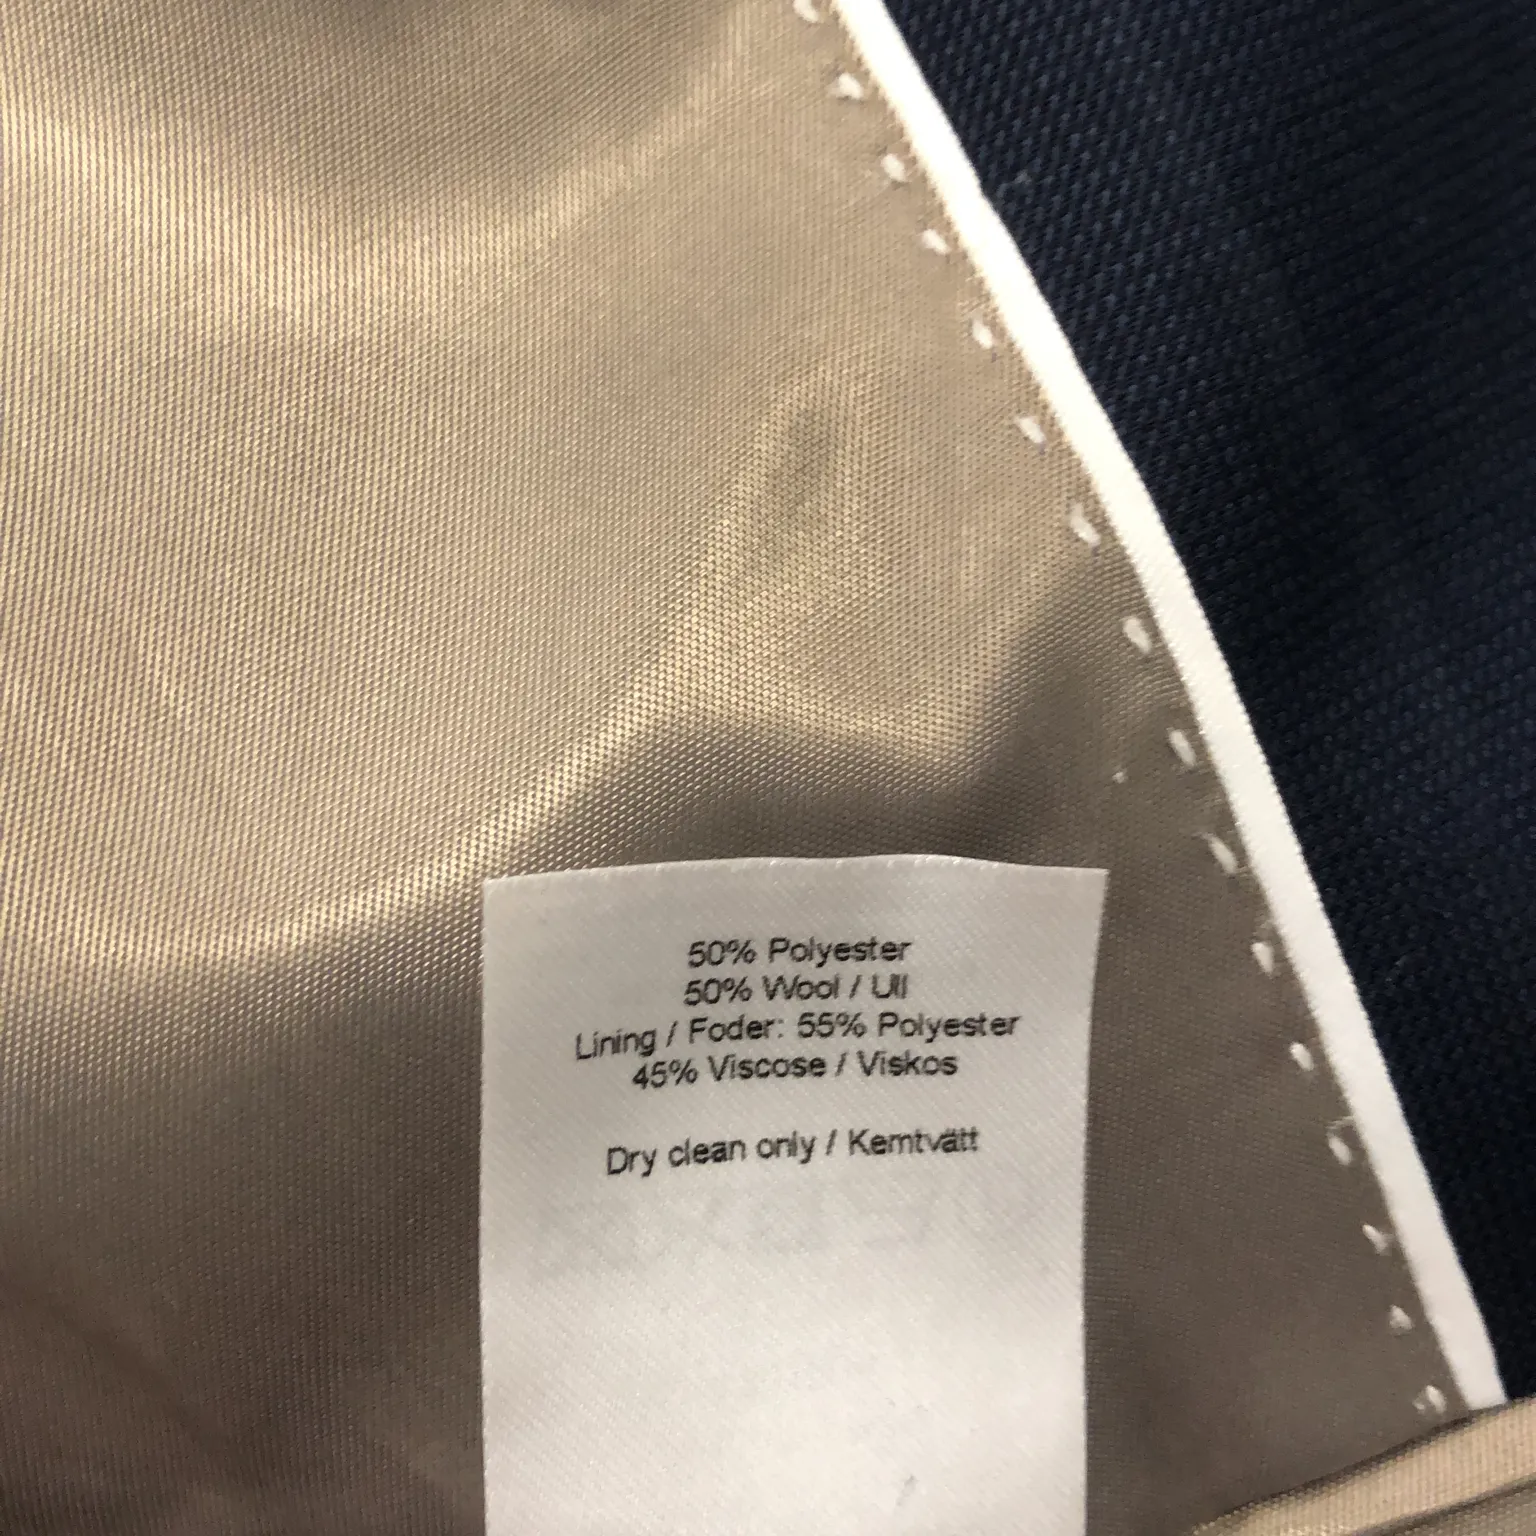 50% Polyester
50% Wool / Ull
Lining / Foder: 55% Polyester
45% Viscose / Viskos
Dry clean only / Kemtvätt